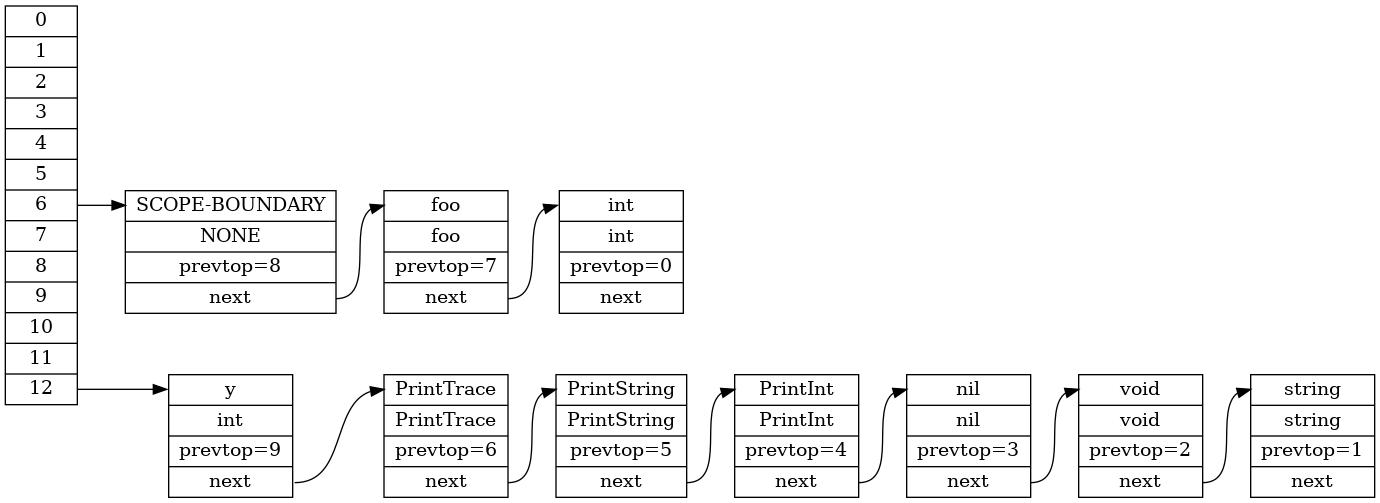 0
1
2
3
4
5
6
7
8
9
10
11
12
SCOPE-BOUNDARY
NONE
prevtop=8
next
foo
foo
prevtop=7
next
int
int
prevtop=0
next
y
int
prevtop=9
next
PrintTrace
PrintTrace
prevtop=6
next
PrintString
PrintString
prevtop=5
next
PrintInt
PrintInt
prevtop=4
next
nil
nil
prevtop=3
next
void
void
prevtop=2
next
string
string
prevtop=1
next